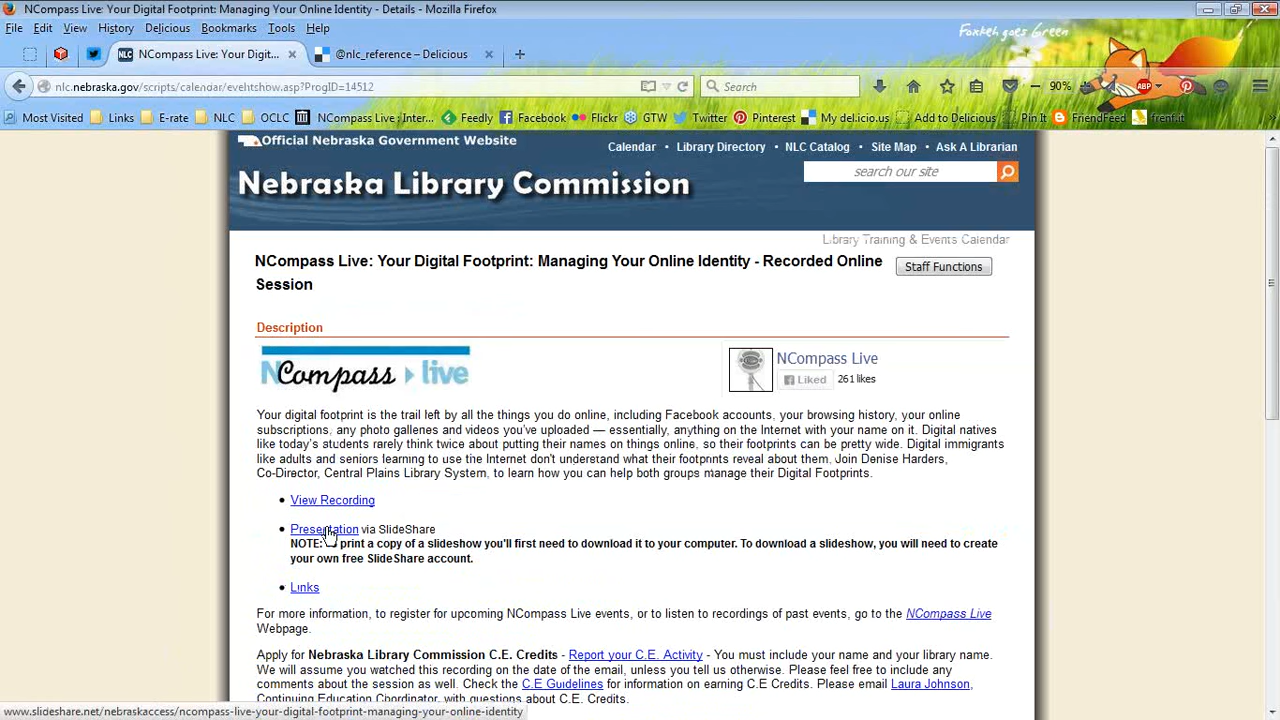 NCompass Live: Your Digital Footprint: Managing Your Online Identity - Details - Mozilla Firefox
File Edit View History Delicious Bookmarks Tools Help
Foxkeh goes Green
NLC NCompass Live: Your Digit... × @nlc_reference – Delicious × +
nlc.nebraska.gov/scripts/calendar/eventshow.asp?ProgID=14512 Search 90% ABP
Most Visited Links E-rate NLC OCLC NCompass Live : Inter... Feedly Facebook Flickr GTW Twitter Pinterest My del.icio.us Add to Delicious Pin It FriendFeed frenf.it
Official Nebraska Government Website
Calendar • Library Directory • NLC Catalog • Site Map • Ask A Librarian
Nebraska Library Commission
search our site
Library Training & Events Calendar
NCompass Live: Your Digital Footprint: Managing Your Online Identity - Recorded Online
Session
Staff Functions
Description
NCompass live
NCompass Live
Liked 261 likes
Your digital footprint is the trail left by all the things you do online, including Facebook accounts, your browsing history, your online
subscriptions, any photo galleries and videos you've uploaded — essentially, anything on the Internet with your name on it. Digital natives
like today's students rarely think twice about putting their names on things online, so their footprints can be pretty wide. Digital immigrants
like adults and seniors learning to use the Internet don't understand what their footprints reveal about them. Join Denise Harders,
Co-Director, Central Plains Library System, to learn how you can help both groups manage their Digital Footprints.
• View Recording
• Presentation via SlideShare
NOTE: print a copy of a slideshow you'll first need to download it to your computer. To download a slideshow, you will need to create
your own free SlideShare account.
• Links
For more information, to register for upcoming NCompass Live events, or to listen to recordings of past events, go to the NCompass Live
Webpage.
Apply for Nebraska Library Commission C.E. Credits - Report your C.E. Activity - You must include your name and your library name.
We will assume you watched this recording on the date of the email, unless you tell us otherwise. Please feel free to include any
comments about the session as well. Check the C.E Guidelines for information on earning C.E Credits. Please email Laura Johnson,
Continuing Education Coordinator, with questions about C.E. Credits.
www.slideshare.net/nebraskaccess/ncompass-live-your-digital-footprint-managing-your-online-identity